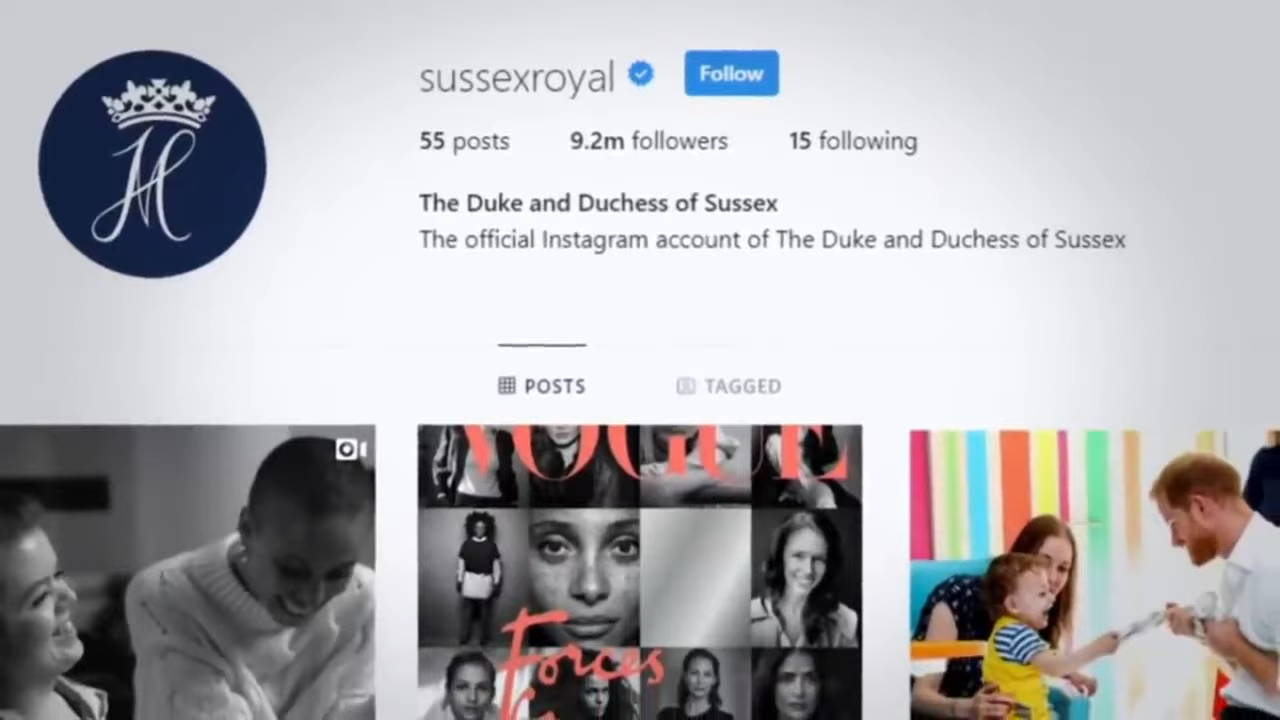 sussexroyal Follow
55 posts 9.2m followers 15 following
The Duke and Duchess of Sussex
The official Instagram account of The Duke and Duchess of Sussex
POSTS TAGGED
VOGUE
Forces